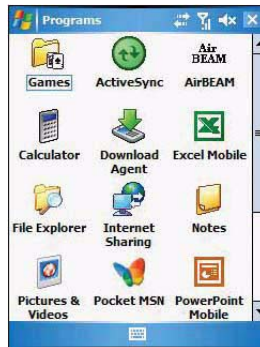 Programs
Games ActiveSync AirBEAM
Air
BEAM
Calculator Download Agent Excel Mobile
File Explorer Internet Sharing Notes
Pictures & Videos Pocket MSN PowerPoint Mobile